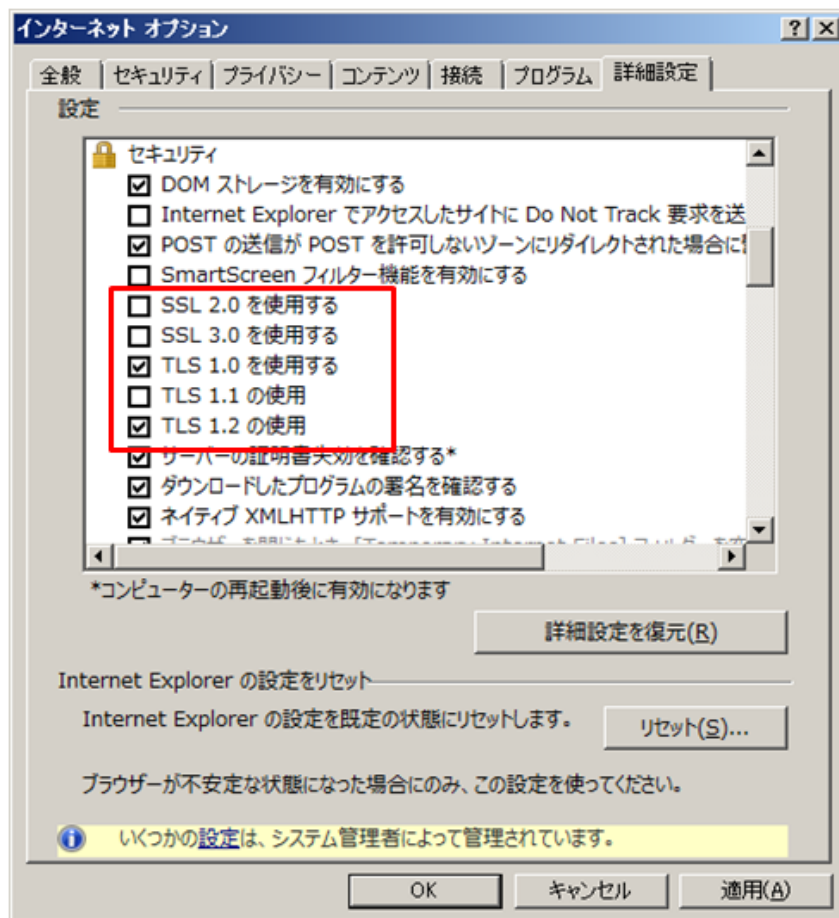 インターネット オプション
全般 セキュリティ プライバシー コンテンツ 接続 プログラム 詳細設定
設定
セキュリティ
DOM ストレージを有効にする
Internet Explorer でアクセスしたサイトに Do Not Track 要求を送
POST の送信が POST を許可しないゾーンにリダイレクトされた場合に
SmartScreen フィルター機能を有効にする
SSL 2.0 を使用する
SSL 3.0 を使用する
TLS 1.0 を使用する
TLS 1.1 の使用
TLS 1.2 の使用
サーバーの証明書失効を確認する*
ダウンロードしたプログラムの署名を確認する
ネイティブ XMLHTTP サポートを有効にする
*コンピューターの再起動後に有効になります
詳細設定を復元(R)
Internet Explorer の設定をリセット
Internet Explorer の設定を既定の状態にリセットします。
リセット(S)...
ブラウザーが不安定な状態になった場合にのみ、この設定を使ってください。
いくつかの設定は、システム管理者によって管理されています。
OK キャンセル 適用(A)